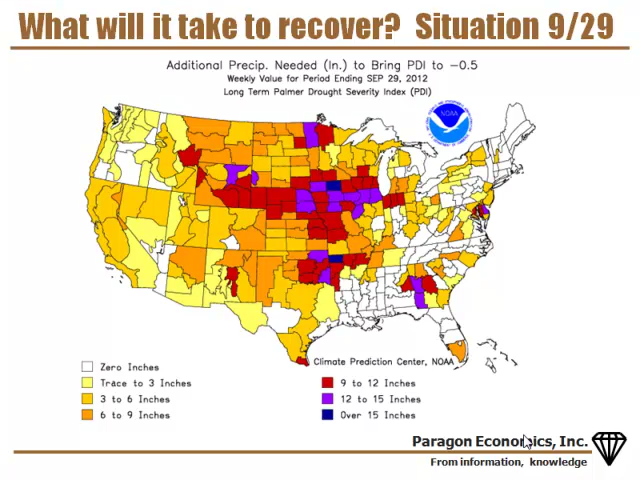 What will it take to recover? Situation 9/29
Additional Precip. Needed (In.) to Bring PDI to −0.5
Weekly Value for Period Ending SEP 29, 2012
Long Term Palmer Drought Severity Index (PDI)
NOAA
Climate Prediction Center, NOAA
Zero Inches
Trace to 3 Inches
3 to 6 Inches
6 to 9 Inches
9 to 12 Inches
12 to 15 Inches
Over 15 Inches
Paragon Economics, Inc.
From information, knowledge